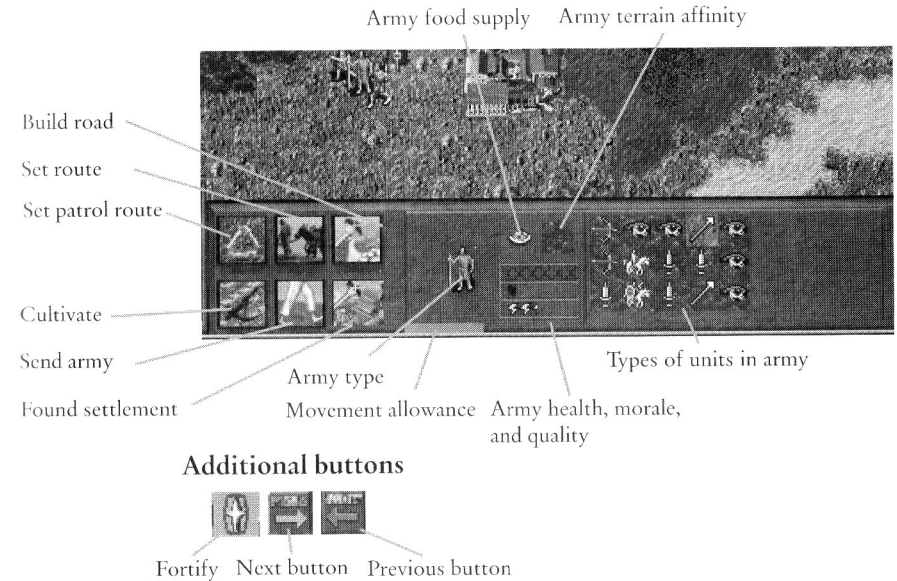 Army food supply
Army terrain affinity
Build road
Set route
Set patrol route
Cultivate
Send army
Found settlement
Army type
Movement allowance
Army health, morale,
and quality
Types of units in army
Additional buttons
Fortify
Next button
Previous button